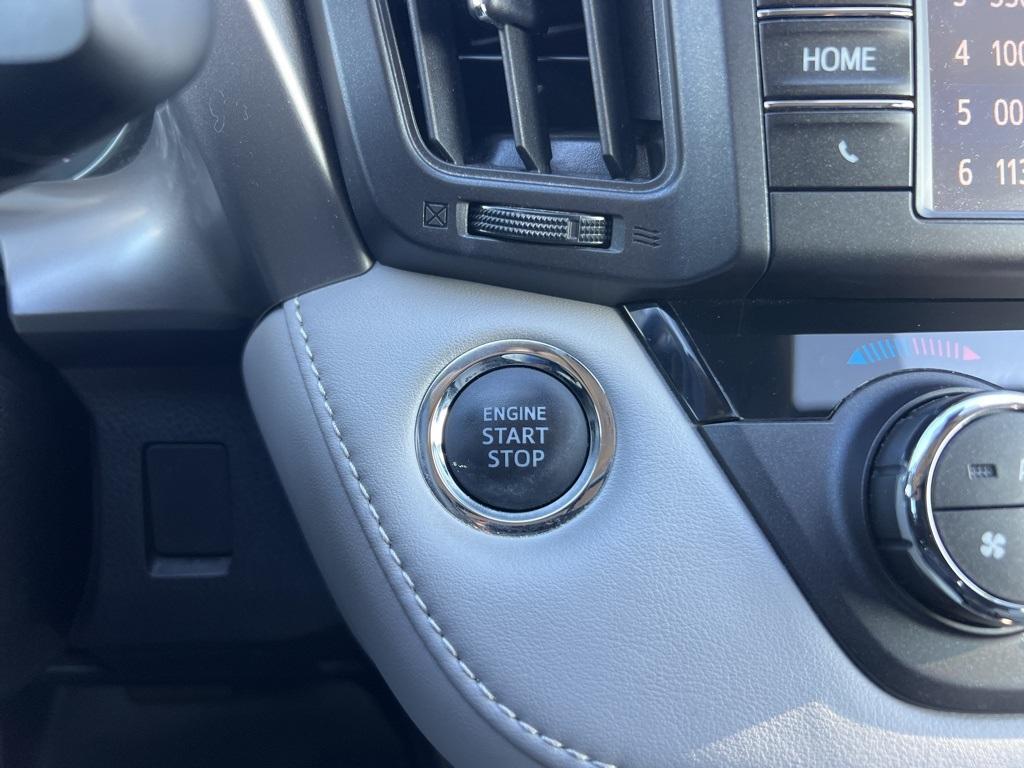 HOME
4 100
5 00
6 113
ENGINE
START
STOP